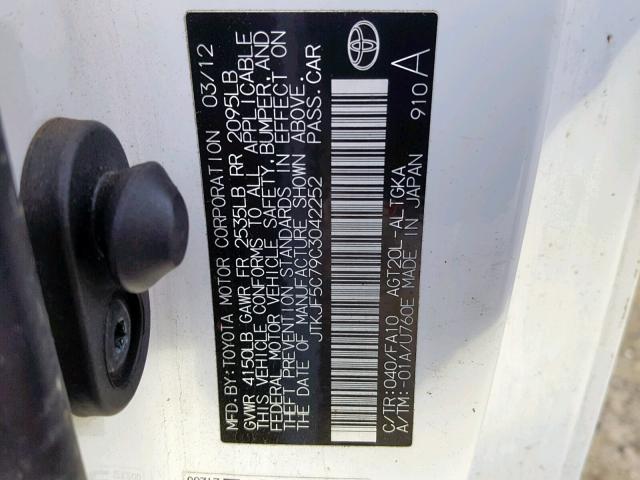 MFD.BY:TOYOTA MOTOR CORPORATION 03/12
GVWR 4150LB GAWR FR 2535LB RR 2095LB
THIS VEHICLE CONFORMS TO ALL APPLICABLE
FEDERAL MOTOR VEHICLE SAFETY, BUMPER, AND
THEFT PREVENTION STANDARDS IN EFFECT ON
THE DATE OF MANUFACTURE SHOWN ABOVE.
JTKJF5C79C3042252 PASS.CAR
C/TR:040/FA10 AGT20L-ALTGKA
A/TM:-01A/U760E MADE IN JAPAN 910 A